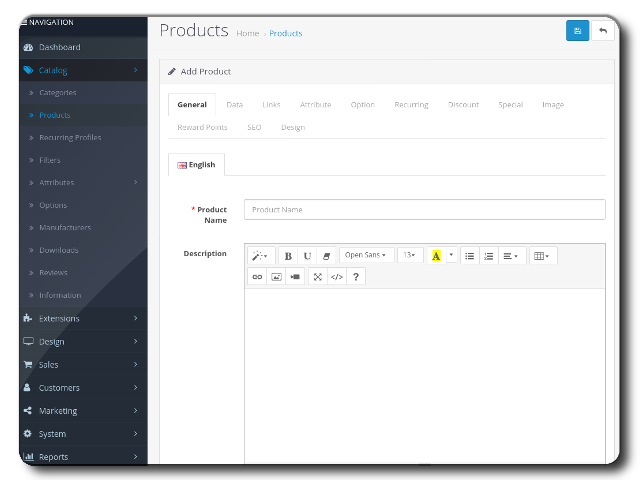 NAVIGATION
Dashboard
Catalog
Categories
Products
Recurring Profiles
Filters
Attributes
Options
Manufacturers
Downloads
Reviews
Information
Extensions
Design
Sales
Customers
Marketing
System
Reports
Products Home › Products
Add Product
General Data Links Attribute Option Recurring Discount Special Image
Reward Points SEO Design
English
* Product Name
Product Name
Description
B U Open Sans 13 A
</> ?